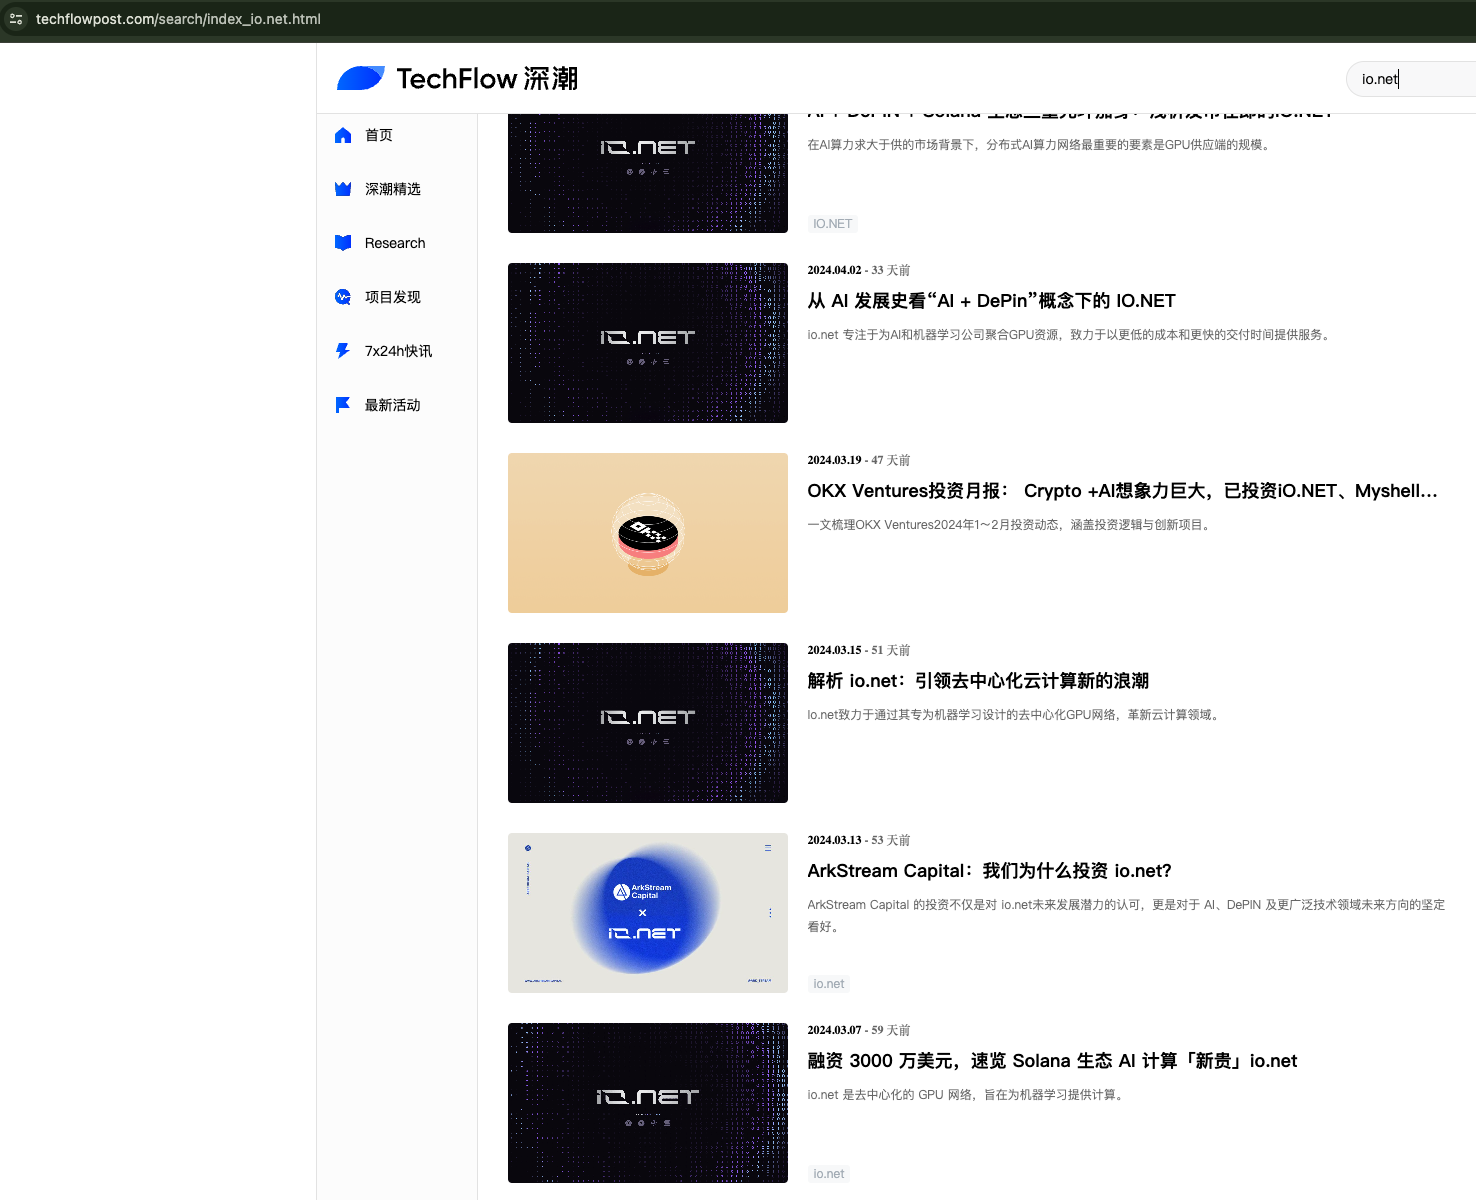 techflowpost.com/search/index_io.net.html
TechFlow 深潮
io.net
首页
深潮精选
Research
项目发现
7x24h快讯
最新活动
iO.NET
在AI算力求大于供的市场背景下，分布式AI算力网络最重要的要素是GPU供应端的规模。
IO.NET
iO.NET
2024.04.02 - 33 天前
从 AI 发展史看“AI + DePin”概念下的 IO.NET
io.net 专注于为AI和机器学习公司聚合GPU资源，致力于以更低的成本和更快的交付时间提供服务。
okx
2024.03.19 - 47 天前
OKX Ventures投资月报： Crypto +AI想象力巨大，已投资iO.NET、Myshell...
一文梳理OKX Ventures2024年1～2月投资动态，涵盖投资逻辑与创新项目。
iO.NET
2024.03.15 - 51 天前
解析 io.net：引领去中心化云计算新的浪潮
Io.net致力于通过其专为机器学习设计的去中心化GPU网络，革新云计算领域。
ArkStream
Capital
×
iO.NET
2024.03.13 - 53 天前
ArkStream Capital：我们为什么投资 io.net?
ArkStream Capital 的投资不仅是对 io.net未来发展潜力的认可，更是对于 AI、DePIN 及更广泛技术领域未来方向的坚定
看好。
io.net
iO.NET
2024.03.07 - 59 天前
融资 3000 万美元，速览 Solana 生态 AI 计算「新贵」io.net
io.net 是去中心化的 GPU 网络，旨在为机器学习提供计算。
io.net